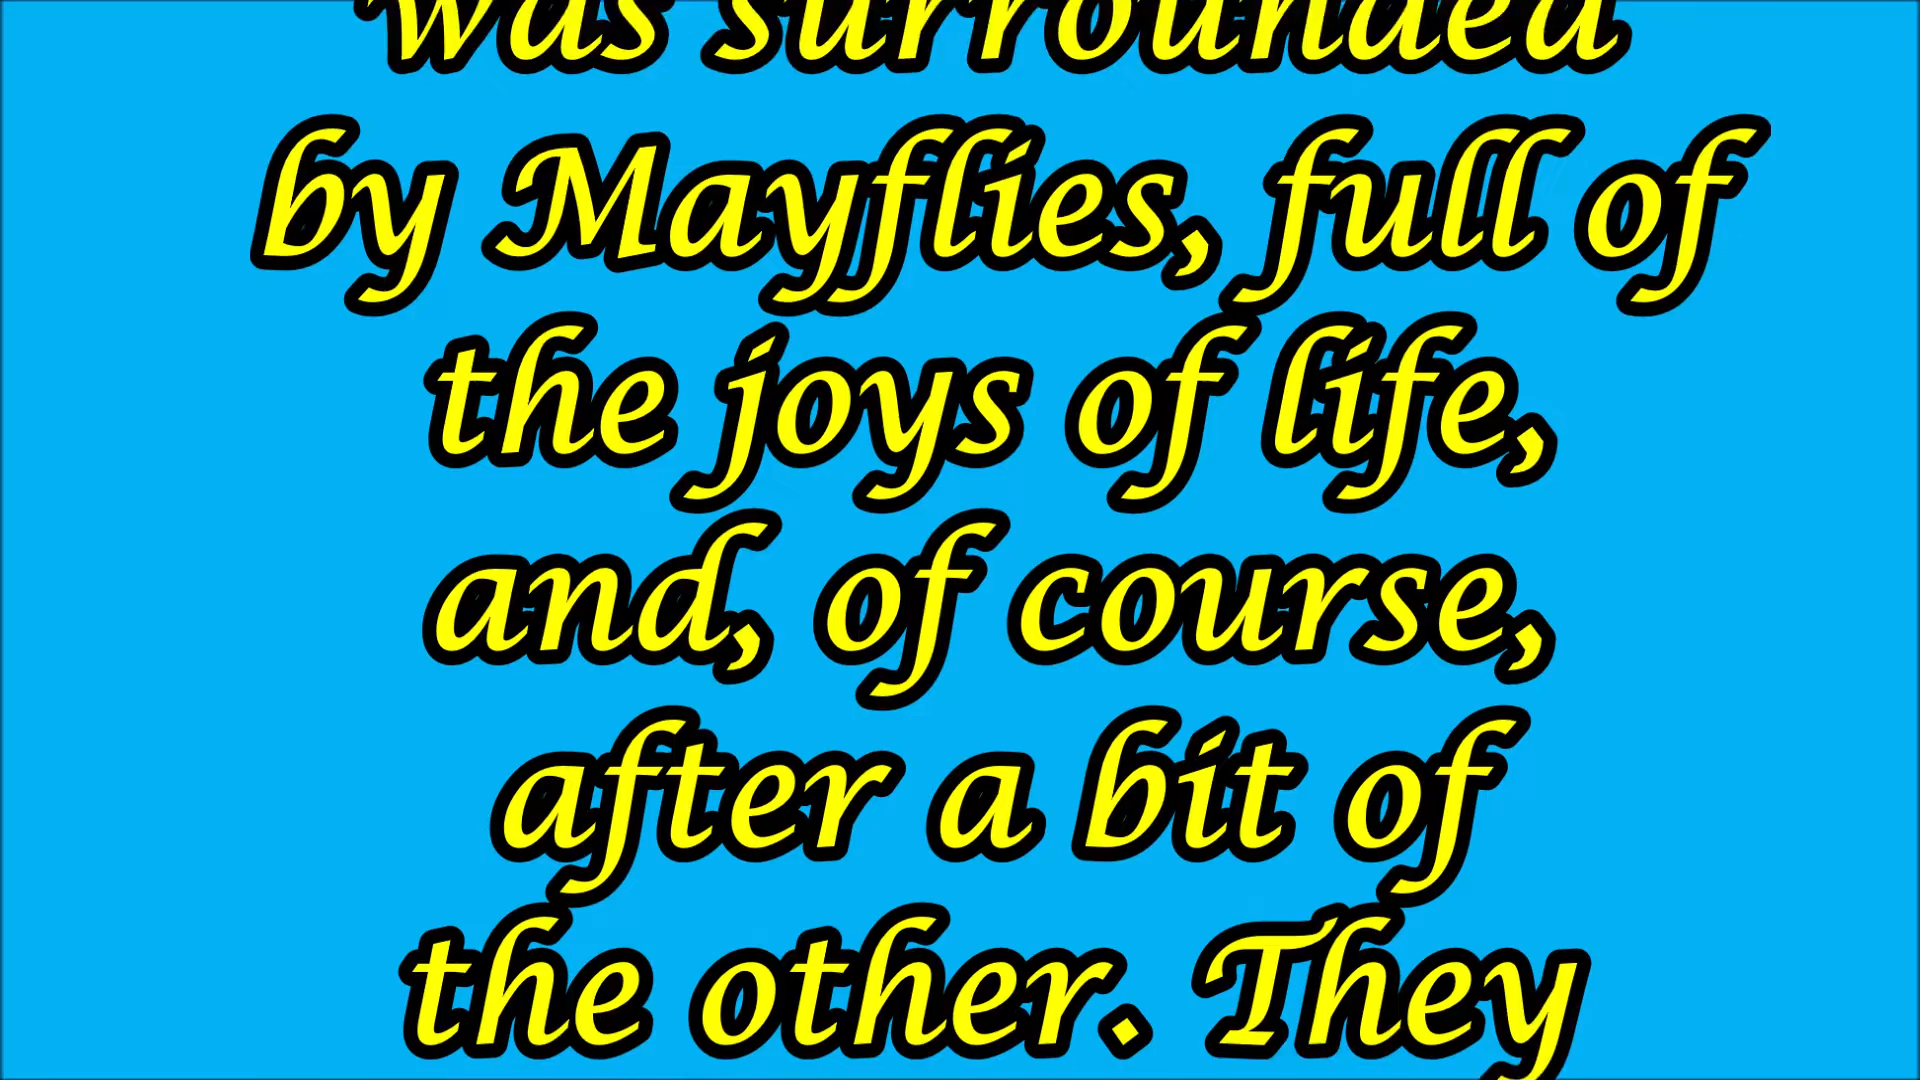 was surrounded
by Mayflies, full of
the joys of life,
and, of course,
after a bit of
the other. They